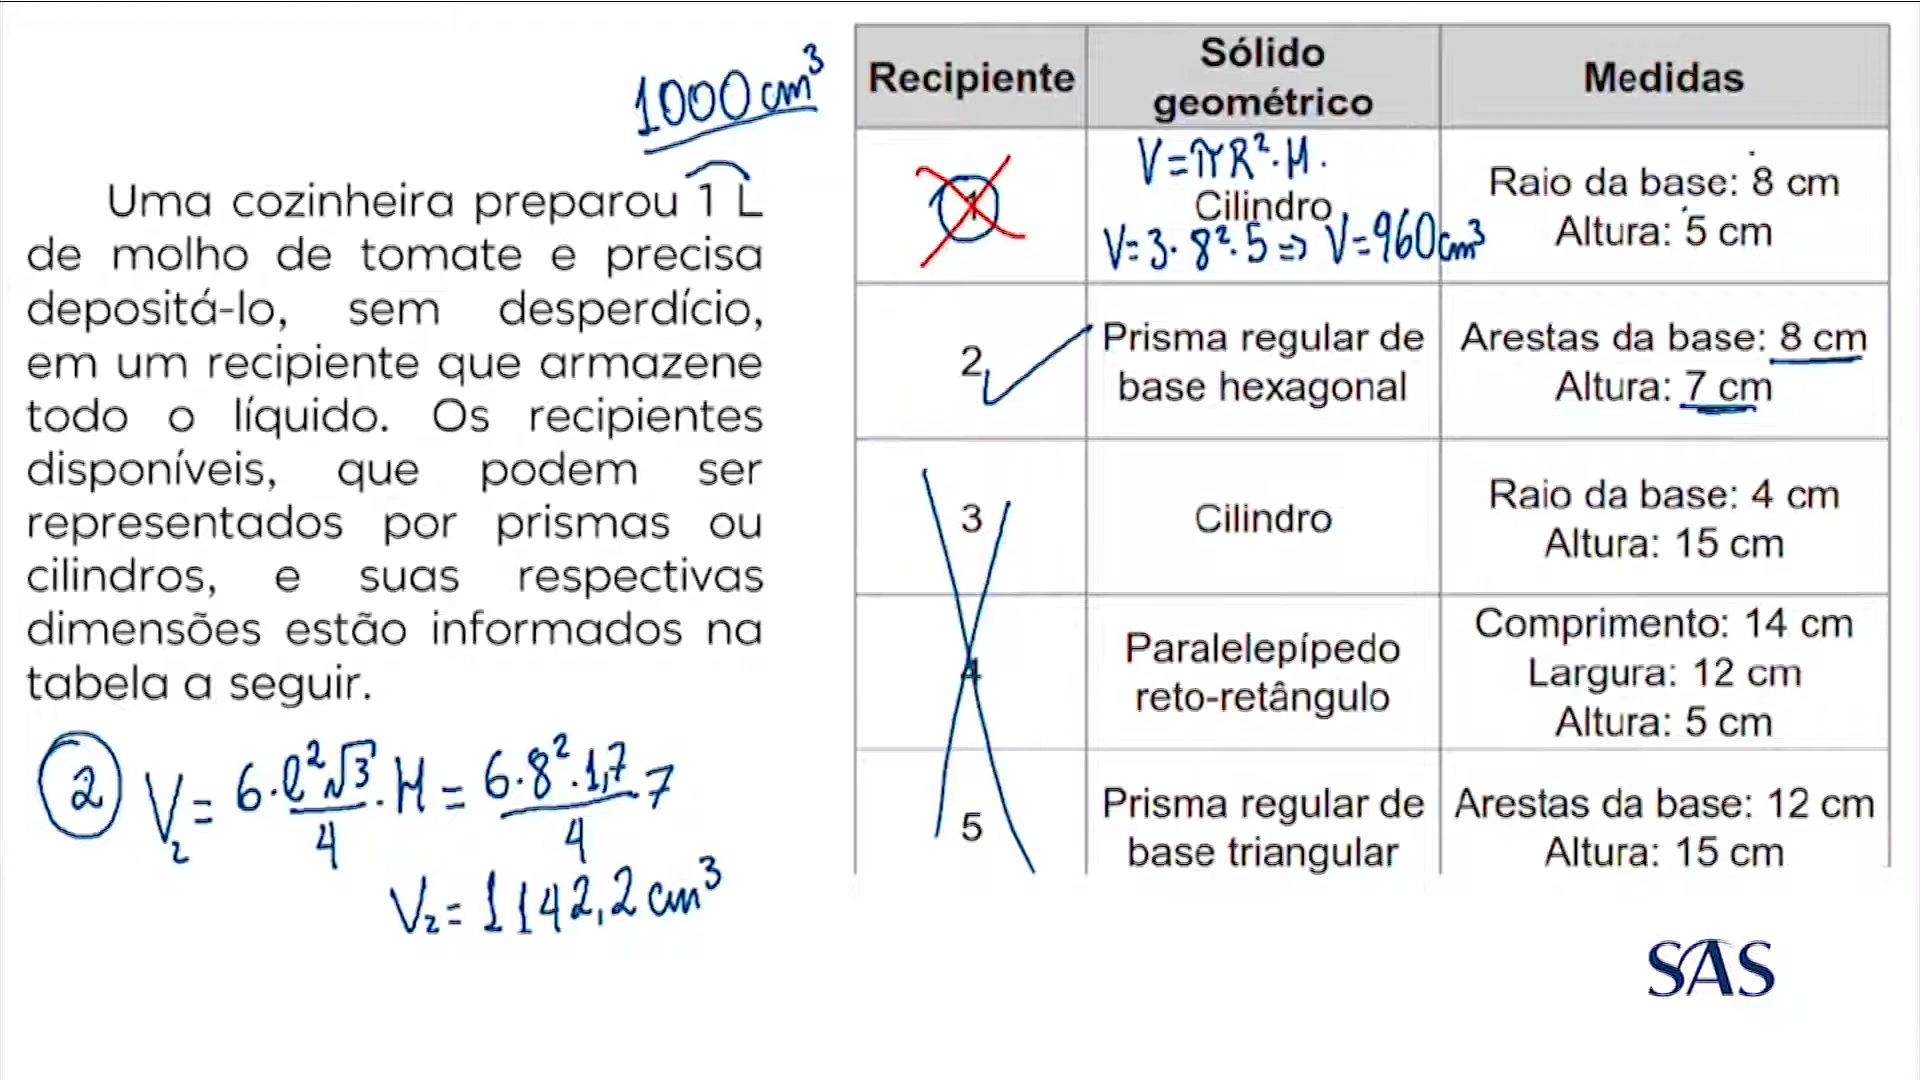 1000 cm³
Uma cozinheira preparou 1 L
de molho de tomate e precisa
depositá-lo, sem desperdício,
em um recipiente que armazene
todo o líquido. Os recipientes
disponíveis, que podem ser
representados por prismas ou
cilindros, e suas respectivas
dimensões estão informados na
tabela a seguir.
2 V₂ = 6·l²√3/4 · H = 6·8²·1,7/4 · 7
V₂ = 1142,2 cm³
Recipiente Sólido geométrico Medidas
V = πR²·H.
1 Cilindro Raio da base: 8 cm
Altura: 5 cm
V = 3·8²·5 ⇒ V = 960 cm³
2 Prisma regular de Arestas da base: 8 cm
base hexagonal Altura: 7 cm
3 Cilindro Raio da base: 4 cm
Altura: 15 cm
4 Paralelepípedo Comprimento: 14 cm
reto-retângulo Largura: 12 cm
Altura: 5 cm
5 Prisma regular de Arestas da base: 12 cm
base triangular Altura: 15 cm
SAS